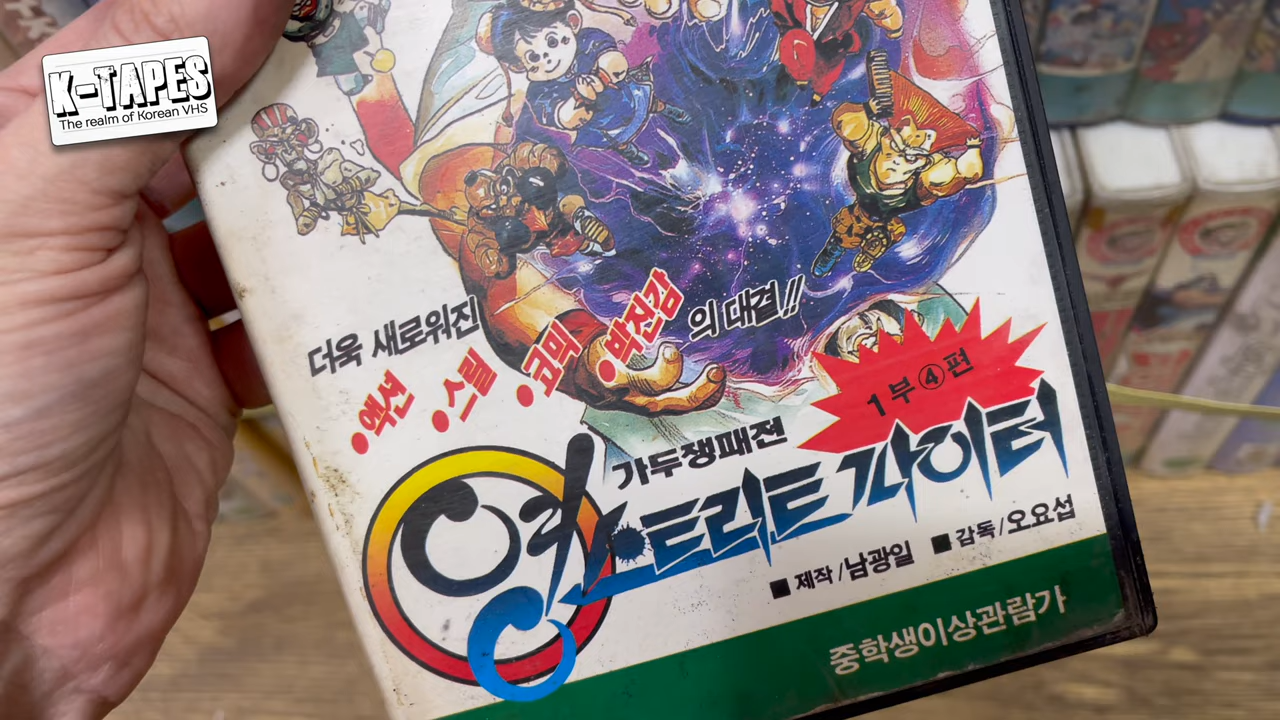 K-TAPES
The realm of Korean VHS
더욱 새로워진
•액션
•스릴
•코믹
•박진감
의 대결!!
1부④편
가두쟁패전
영 스트리트 파이터
■ 제작/남광일 ■ 감독/오요섭
중학생이상관람가